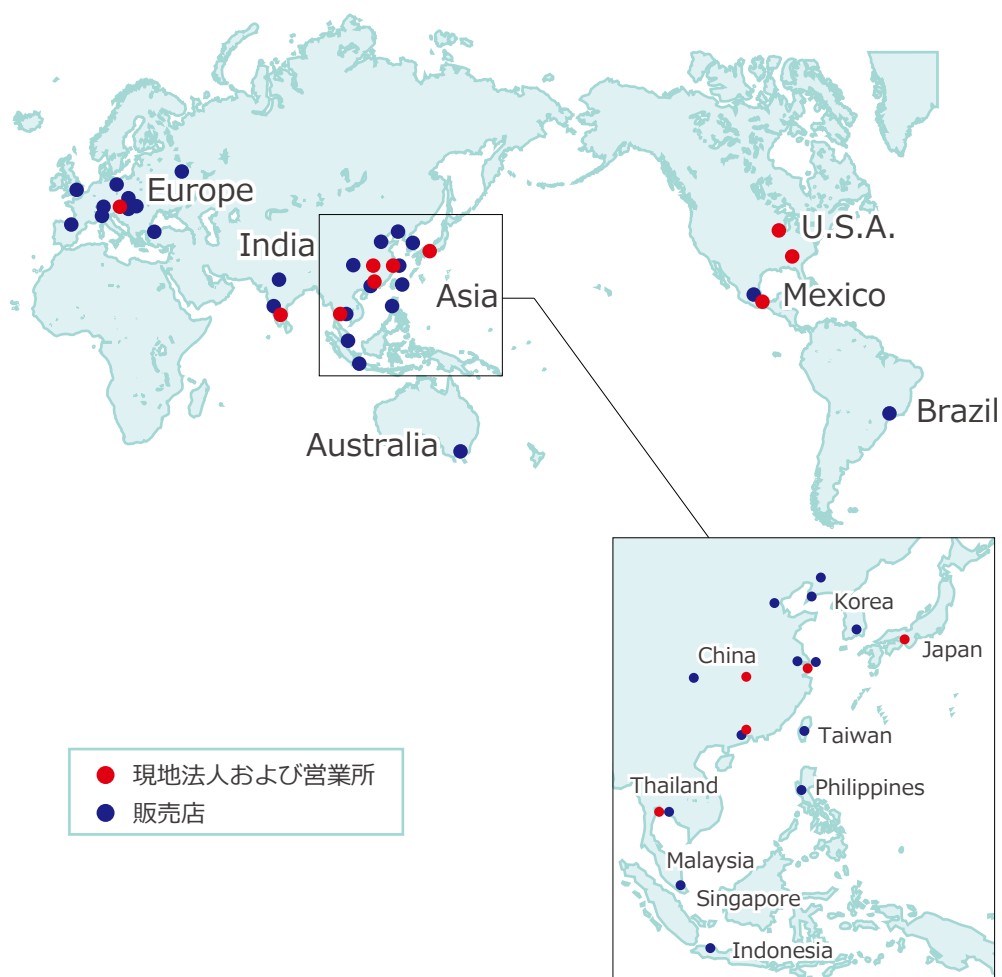 Europe
U.S.A.
India
Asia
Mexico
Brazil
Australia
Korea
Japan
China
Taiwan
Thailand
Philippines
Malaysia
Singapore
Indonesia
現地法人および営業所
販売店